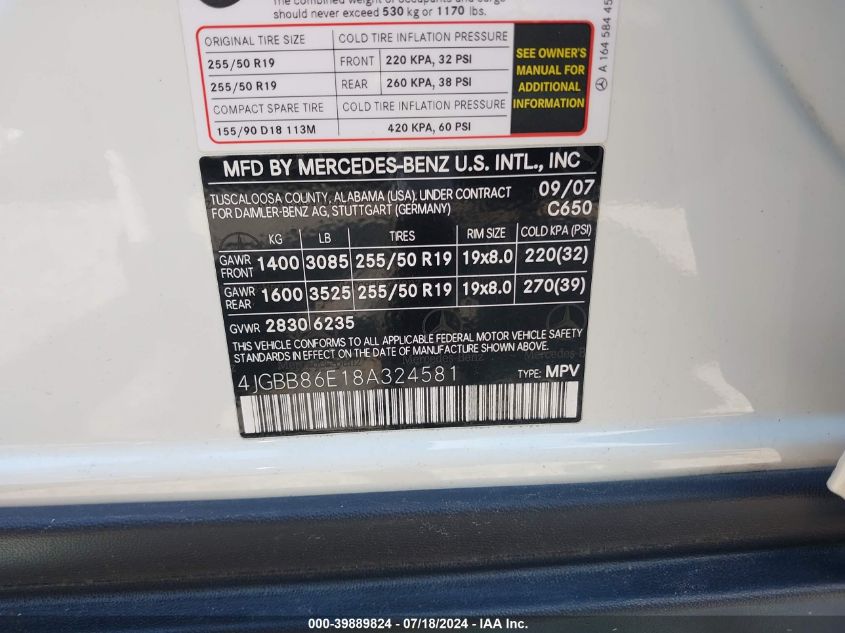 should never exceed 530 kg or 1170 lbs.
ORIGINAL TIRE SIZE COLD TIRE INFLATION PRESSURE
255/50 R19 FRONT 220 KPA, 32 PSI
255/50 R19 REAR 260 KPA, 38 PSI
COMPACT SPARE TIRE COLD TIRE INFLATION PRESSURE
155/90 D18 113M 420 KPA, 60 PSI
SEE OWNER'S
MANUAL FOR
ADDITIONAL
INFORMATION
A 164 584 45
MFD BY MERCEDES-BENZ U.S. INTL., INC
TUSCALOOSA COUNTY, ALABAMA (USA). UNDER CONTRACT 09/07
FOR DAIMLER-BENZ AG, STUTTGART (GERMANY) C650
KG LB TIRES RIM SIZE COLD KPA (PSI)
GAWR FRONT 1400 3085 255/50 R19 19x8.0 220(32)
GAWR REAR 1600 3525 255/50 R19 19x8.0 270(39)
GVWR 2830 6235
THIS VEHICLE CONFORMS TO ALL APPLICABLE FEDERAL MOTOR VEHICLE SAFETY
STANDARDS IN EFFECT ON THE DATE OF MANUFACTURE SHOWN ABOVE.
4JGBB86E18A324581 TYPE: MPV
000-39889824 - 07/18/2024 - IAA Inc.